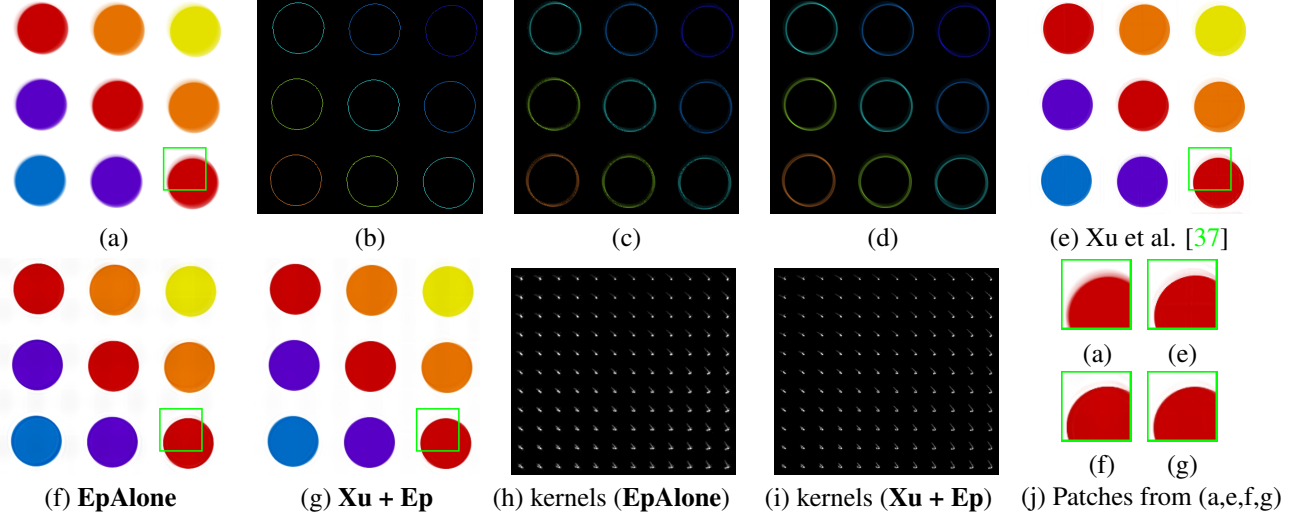 (a)
(b)
(c)
(d)
(e) Xu et al. [37]
(a)
(e)
(f)
(g)
(f) EpAlone
(g) Xu + Ep
(h) kernels (EpAlone)
(i) kernels (Xu + Ep)
(j) Patches from (a,e,f,g)